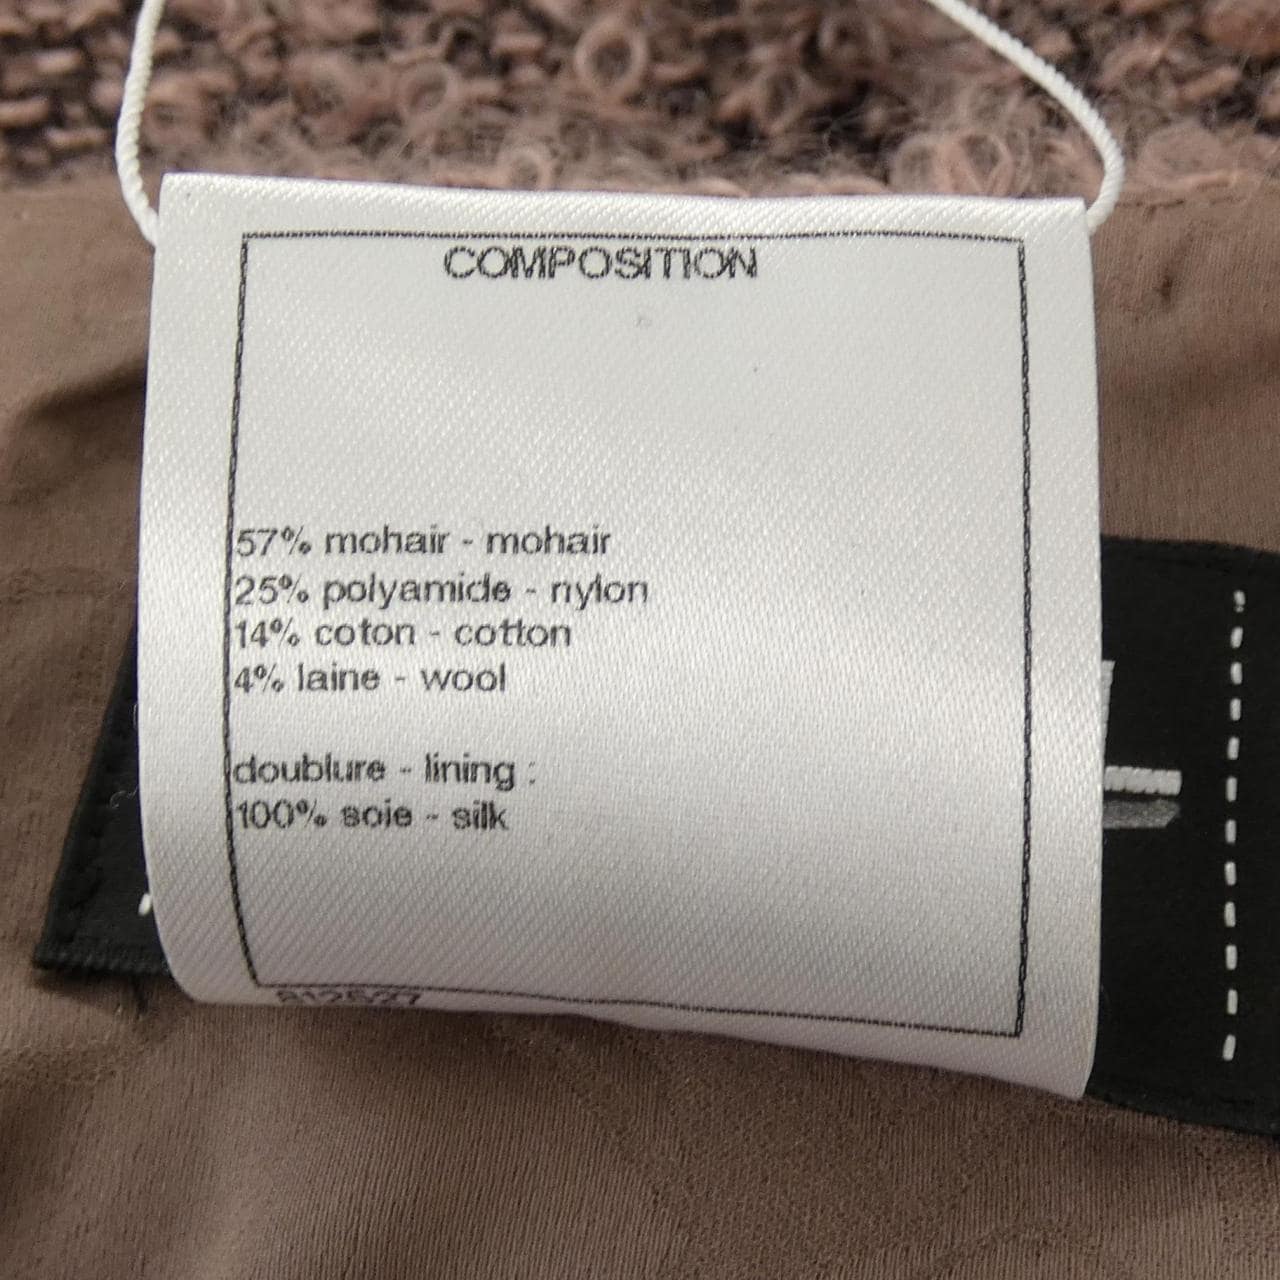 COMPOSITION
57% mohair - mohair
25% polyamide - nylon
14% coton - cotton
4% laine - wool
doublure - lining :
100% soie - silk